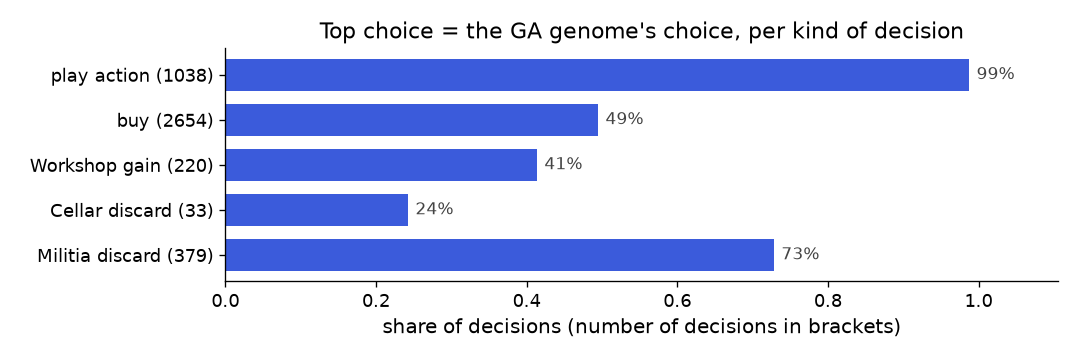 Top choice = the GA genome's choice, per kind of decision
play action (1038)
99%
buy (2654)
49%
Workshop gain (220)
41%
Cellar discard (33)
24%
Militia discard (379)
73%
0.0 0.2 0.4 0.6 0.8 1.0
share of decisions (number of decisions in brackets)